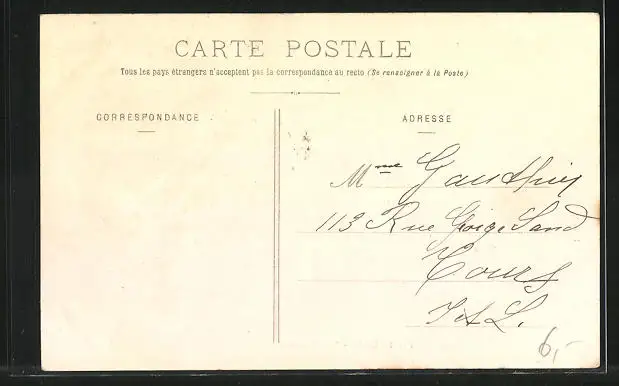 CARTE POSTALE
Tous les pays étrangers n'acceptent pas la correspondance au recto (Se renseigner à la Poste)
CORRESPONDANCE
ADRESSE
Mme Gauthier
113 Rue George Sand
Tours
I. & L.
6,-